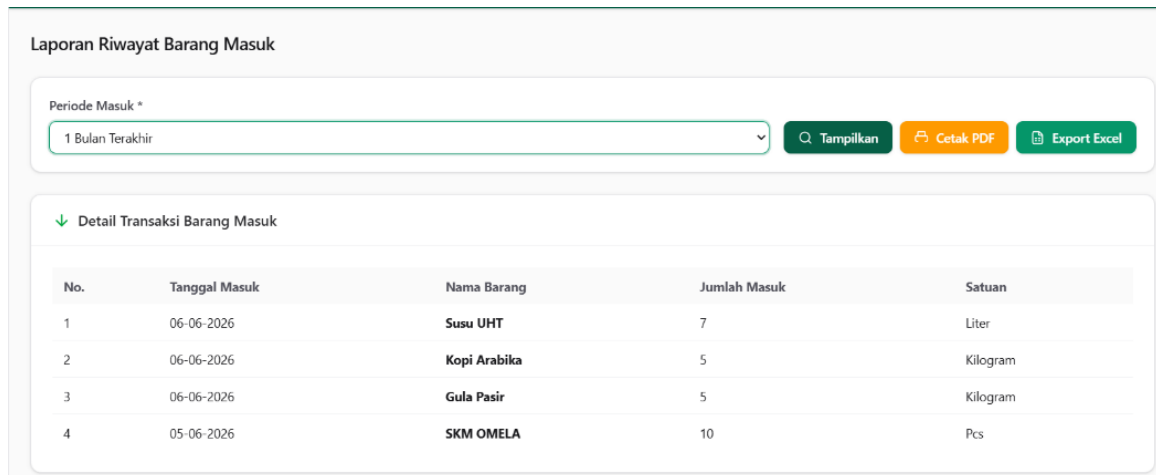 Laporan Riwayat Barang Masuk
Periode Masuk *
1 Bulan Terakhir Tampilkan Cetak PDF Export Excel
Detail Transaksi Barang Masuk
No. Tanggal Masuk Nama Barang Jumlah Masuk Satuan
1 06-06-2026 Susu UHT 7 Liter
2 06-06-2026 Kopi Arabika 5 Kilogram
3 06-06-2026 Gula Pasir 5 Kilogram
4 05-06-2026 SKM OMELA 10 Pcs